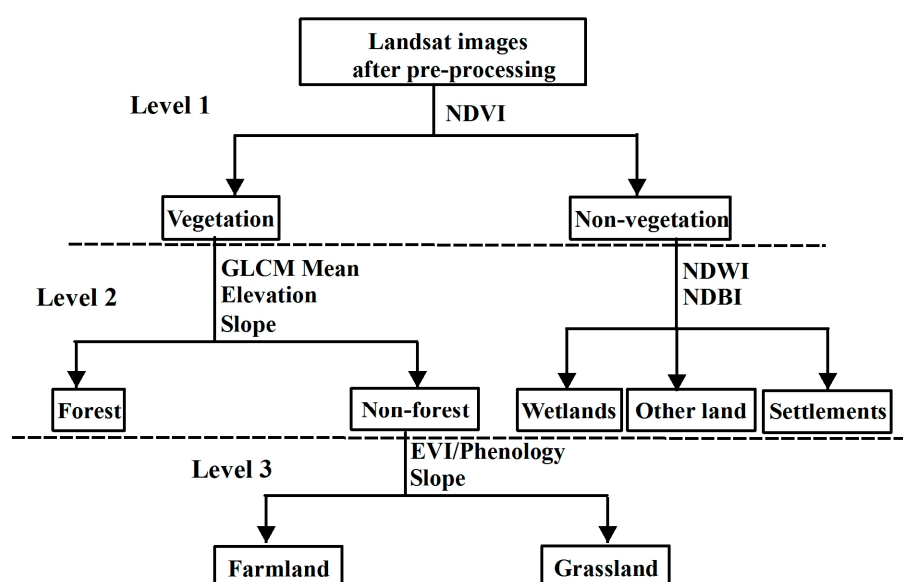 Landsat images
after pre-processing
Level 1
NDVI
Vegetation
Non-vegetation
GLCM Mean
Elevation
Slope
NDWI
NDBI
Level 2
Forest
Non-forest
Wetlands
Other land
Settlements
EVI/Phenology
Slope
Level 3
Farmland
Grassland